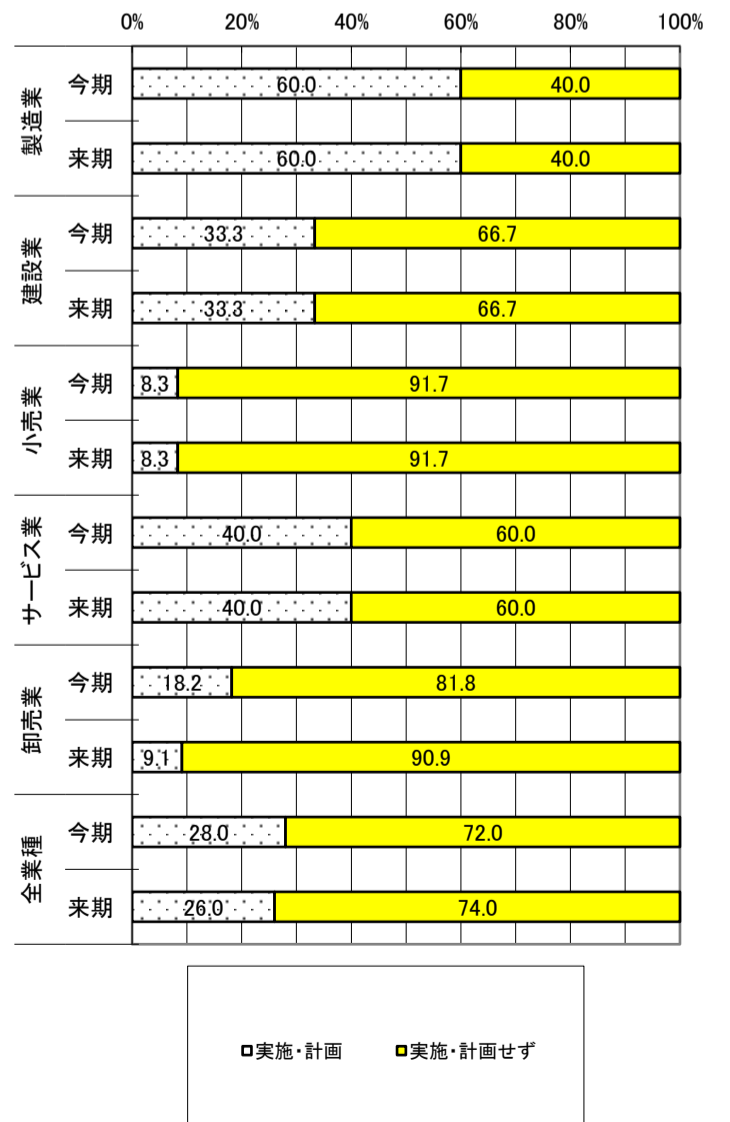 0% 20% 40% 60% 80% 100%
製造業
今期 60.0 40.0
来期 60.0 40.0
建設業
今期 33.3 66.7
来期 33.3 66.7
小売業
今期 8.3 91.7
来期 8.3 91.7
サービス業
今期 40.0 60.0
来期 40.0 60.0
卸売業
今期 18.2 81.8
来期 9.1 90.9
全業種
今期 28.0 72.0
来期 26.0 74.0
実施・計画 実施・計画せず